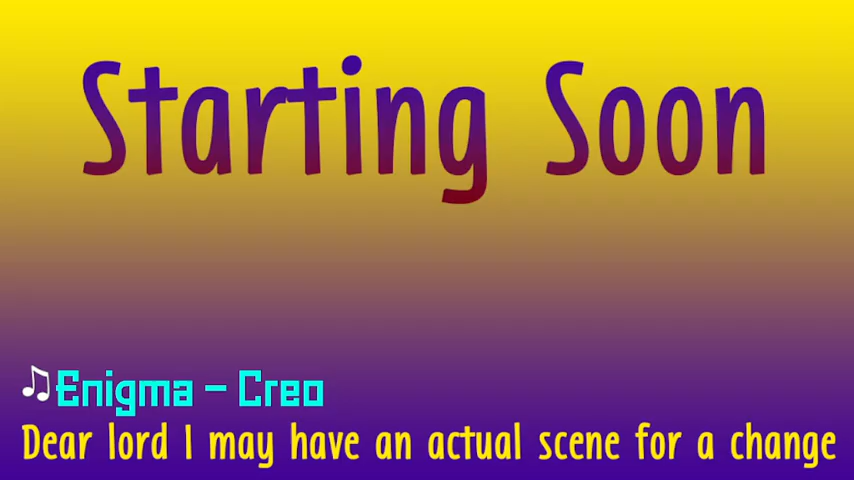 Starting Soon
♫Enigma - Creo
Dear lord I may have an actual scene for a change